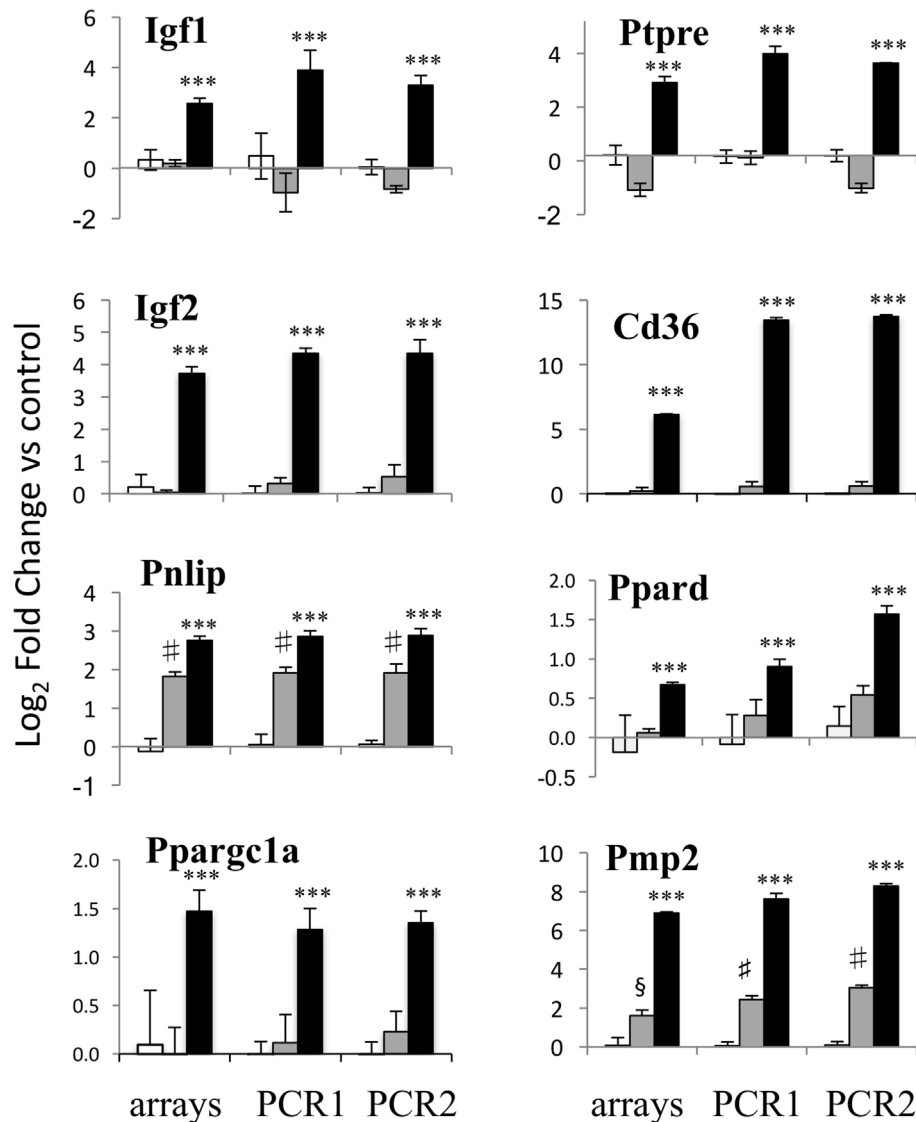 Log2 Fold Change vs control
Igf1
6
4
2
0
-2
*** *** ***
Ptpre
4
2
0
-2
*** *** ***
Igf2
6
5
4
3
2
1
0
*** *** ***
Cd36
15
10
5
0
*** *** ***
Pnlip
4
3
2
1
0
-1
# *** # *** # ***
Ppard
2.0
1.5
1.0
0.5
0.0
-0.5
*** *** ***
Ppargc1a
2.0
1.5
1.0
0.5
0.0
*** *** ***
arrays PCR1 PCR2
Pmp2
10
8
6
4
2
0
§ *** # *** # ***
arrays PCR1 PCR2